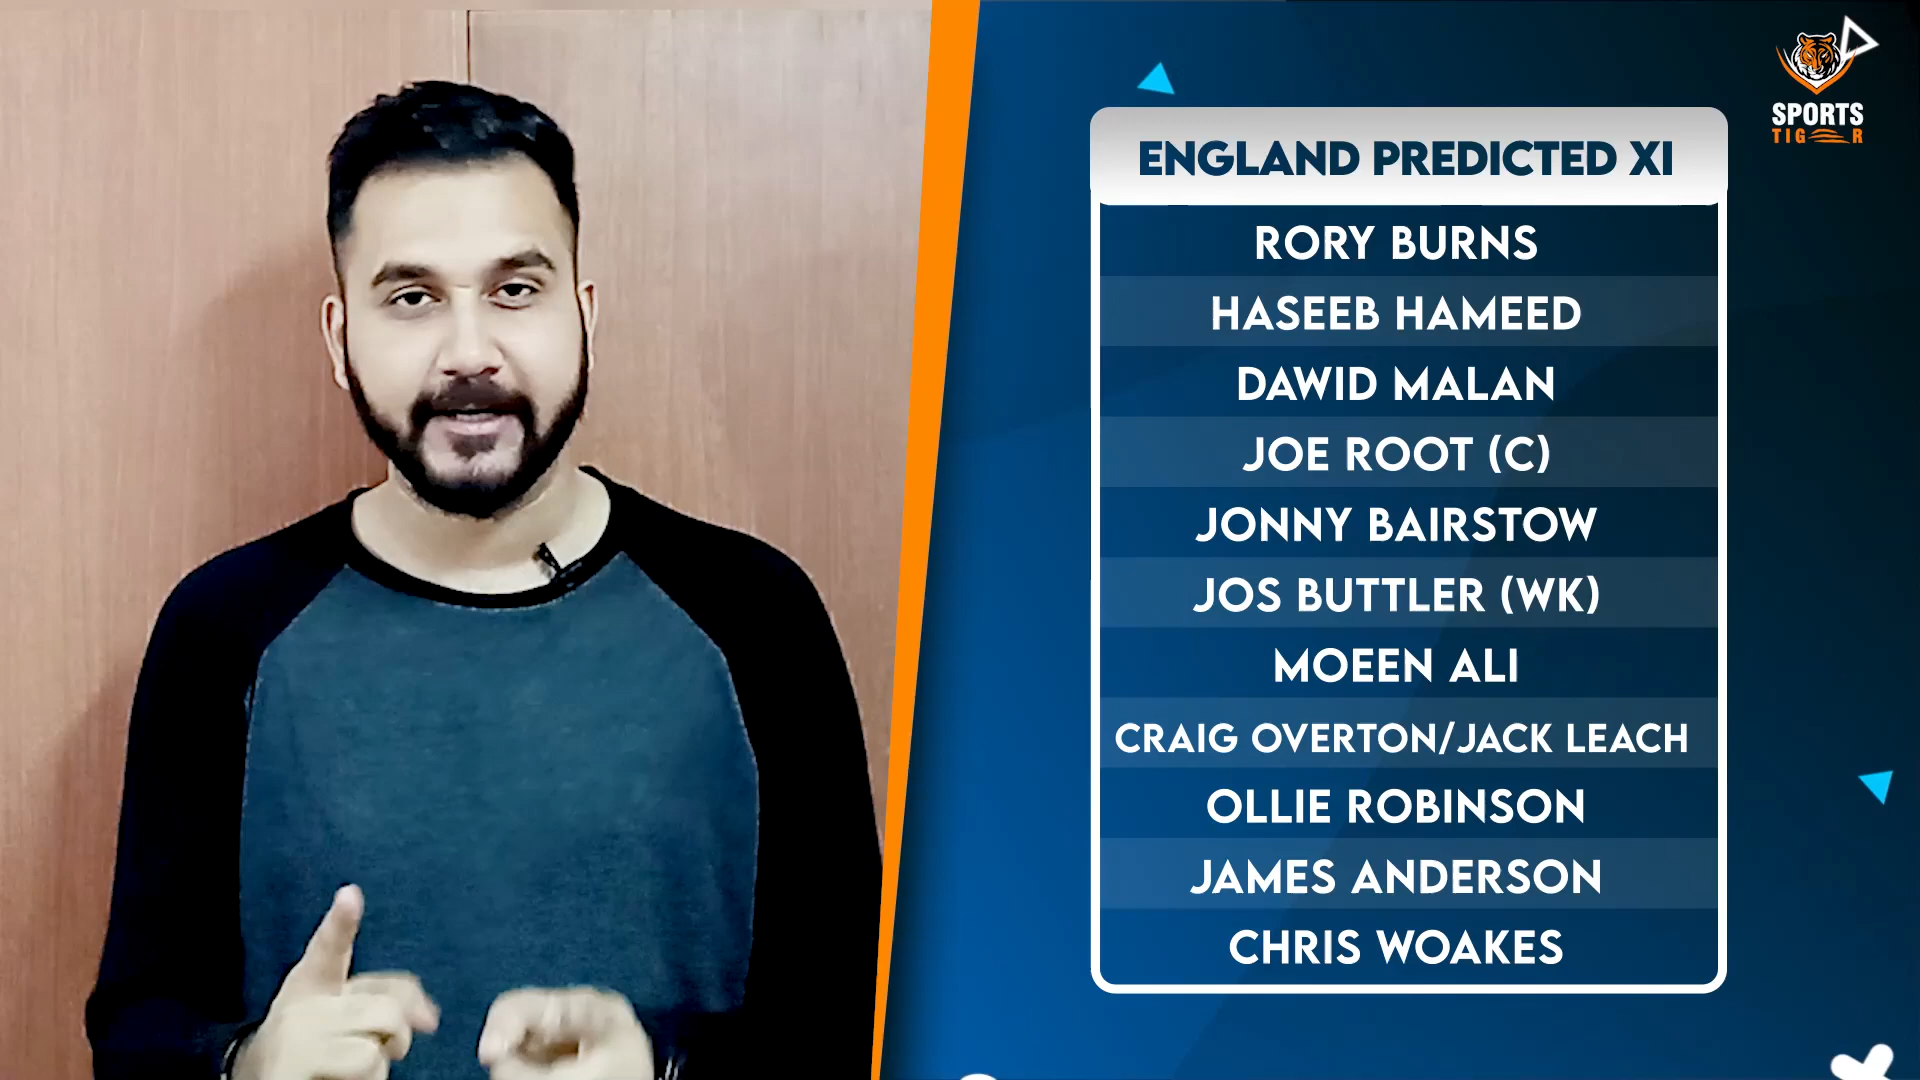 SPORTS
TIGER
ENGLAND PREDICTED XI
RORY BURNS
HASEEB HAMEED
DAWID MALAN
JOE ROOT (C)
JONNY BAIRSTOW
JOS BUTTLER (WK)
MOEEN ALI
CRAIG OVERTON/JACK LEACH
OLLIE ROBINSON
JAMES ANDERSON
CHRIS WOAKES